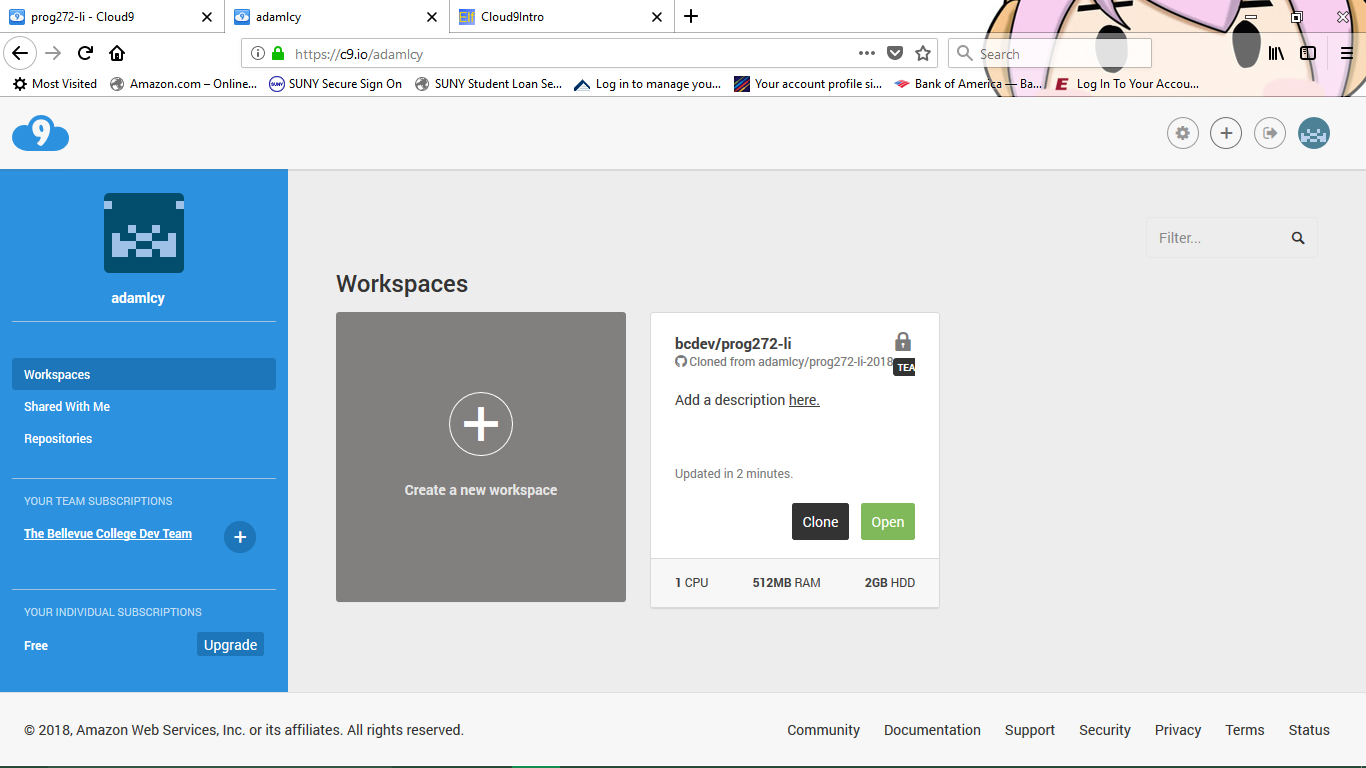 prog272-li - Cloud9
adamlcy
Elf Cloud9Intro
https://c9.io/adamlcy
Search
Most Visited
Amazon.com – Online...
SUNY SUNY Secure Sign On
SUNY Student Loan Se...
Log in to manage you...
Your account profile si...
Bank of America — Ba...
E Log In To Your Accou...
9
adamlcy
Workspaces
Shared With Me
Repositories
YOUR TEAM SUBSCRIPTIONS
The Bellevue College Dev Team
YOUR INDIVIDUAL SUBSCRIPTIONS
Free
Upgrade
Filter...
Workspaces
Create a new workspace
bcdev/prog272-li
Cloned from adamlcy/prog272-li-2018
TEA
Add a description here.
Updated in 2 minutes.
Clone
Open
1 CPU
512MB RAM
2GB HDD
© 2018, Amazon Web Services, Inc. or its affiliates. All rights reserved.
Community
Documentation
Support
Security
Privacy
Terms
Status